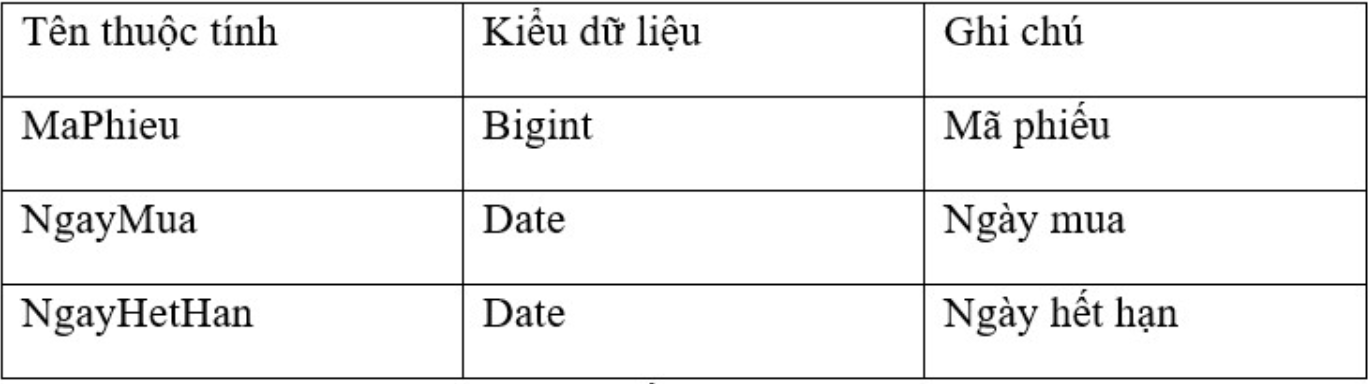 Tên thuộc tính Kiểu dữ liệu Ghi chú
MaPhieu Bigint Mã phiếu
NgayMua Date Ngày mua
NgayHetHan Date Ngày hết hạn